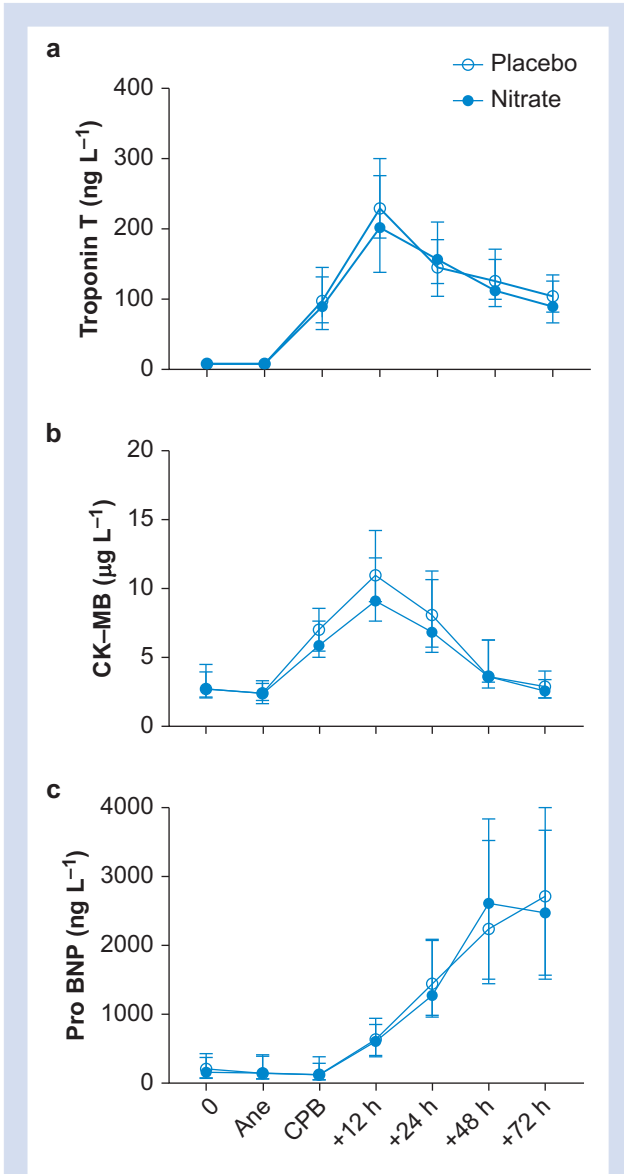 a
Placebo
Nitrate
Troponin T (ng L⁻¹)
400
300
200
100
0
b
CK–MB (µg L⁻¹)
20
15
10
5
0
c
Pro BNP (ng L⁻¹)
4000
3000
2000
1000
0
0 Ane CPB +12 h +24 h +48 h +72 h